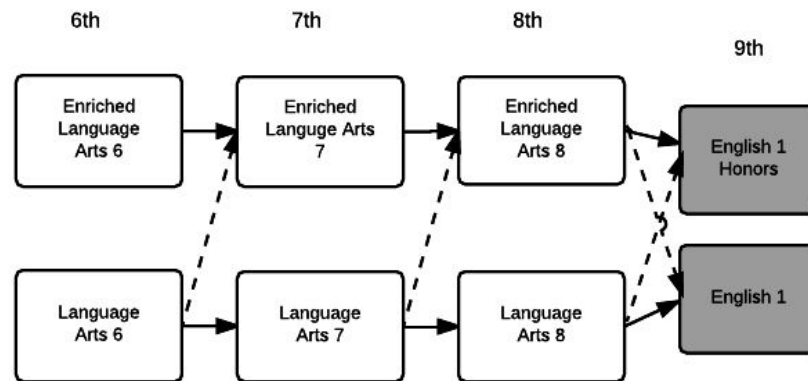 6th
7th
8th
9th
Enriched
Language
Arts 6
Enriched
Languge Arts
7
Enriched
Language
Arts 8
English 1
Honors
Language
Arts 6
Language
Arts 7
Language
Arts 8
English 1